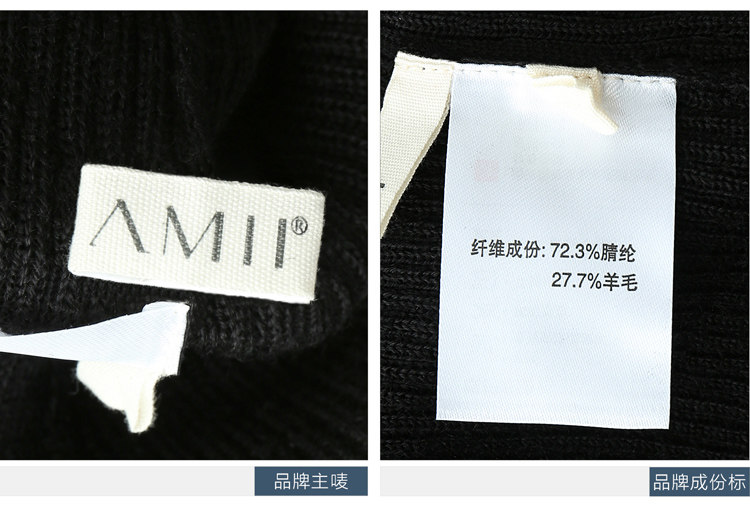 AMII®
纤维成份: 72.3%腈纶
27.7%羊毛
品牌主唛
品牌成份标